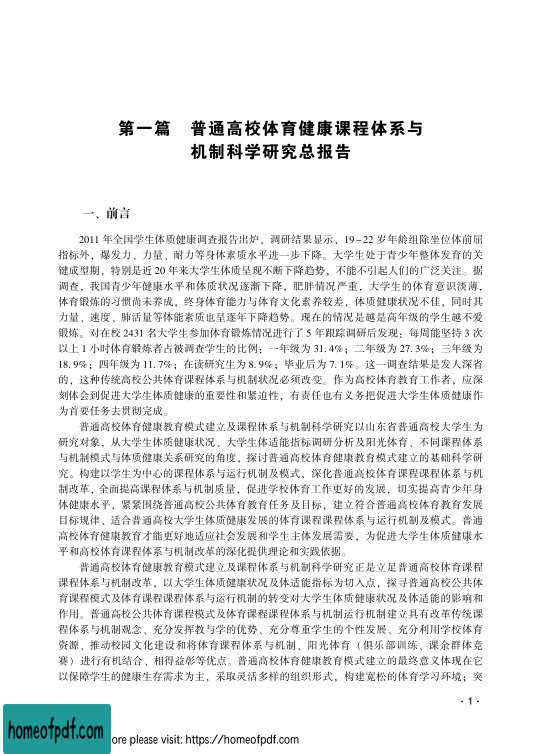 第一篇　普通高校体育健康课程体系与
机制科学研究总报告
一、前言
2011 年全国学生体质健康调查报告出炉，调研结果显示，19~22 岁年龄组除坐位体前屈
指标外，爆发力、力量、耐力等身体素质水平进一步下降。大学生处于青少年整体发育的关
键成型期，特别是近 20 年来大学生体质呈现不断下降趋势，不能不引起人们的广泛关注。据
调查，我国青少年健康水平和体质状况逐渐下降，肥胖情况严重，大学生的体育意识淡薄，
体育锻炼的习惯尚未养成，终身体育能力与体育文化素养较差，体质健康状况不佳，同时其
力量、速度、肺活量等体能素质也呈逐年下降趋势。现在的情况是越是高年级的学生越不爱
锻炼。对在校 2431 名大学生参加体育锻炼情况进行了 5 年跟踪调研后发现：每周能坚持 3 次
以上 1 小时体育锻炼者占被调查学生的比例：一年级为 31.4%；二年级为 27.3%；三年级为
18.9%；四年级为 11.7%；在读研究生为 8.9%；毕业后为 7.1%。这一调查结果是发人深省
的，这种传统高校公共体育课程体系与机制状况必须改变。作为高校体育教育工作者，应深
刻体会到促进大学生体质健康的重要性和紧迫性，有责任也有义务把促进大学生体质健康作
为首要任务去贯彻完成。
普通高校体育健康教育模式建立及课程体系与机制科学研究以山东省普通高校大学生为
研究对象，从大学生体质健康状况、大学生体适能指标调研分析及阳光体育、不同课程体系
与机制模式与体质健康关系研究的角度，探讨普通高校体育健康教育模式建立的基础科学研
究。构建以学生为中心的课程体系与运行机制及模式，深化普通高校体育课程课程体系与机
制改革，全面提高课程体系与机制质量，促进学校体育工作更好的发展，切实提高青少年身
体健康水平，紧紧围绕普通高校公共体育教育任务及目标，建立符合普通高校体育教育发展
目标规律、适合普通高校大学生体质健康发展的体育课程课程体系与运行机制及模式。普通
高校体育健康教育才能更好地适应社会发展和学生主体发展需要，为促进大学生体质健康水
平和高校体育课程体系与机制改革的深化提供理论和实践依据。
普通高校体育健康教育模式建立及课程体系与机制科学研究正是立足普通高校体育课程
课程体系与机制改革，以大学生体质健康状况及体适能指标为切入点，探寻普通高校公共体
育课程模式及体育课程课程体系与运行机制的转变对大学生体质健康状况及体适能的影响和
作用。普通高校公共体育课程模式及体育课程课程体系与机制运行机制建立具有改革传统课
程体系与机制观念、充分发挥教与学的优势、充分尊重学生的个性发展、充分利用学校体育
资源、推动校园文化建设和将体育课程体系与机制、阳光体育（俱乐部训练、课余群体竞
赛）进行有机结合、相得益彰等优点。普通高校体育健康教育模式建立的最终意义体现在它
以保障学生的健康生存需求为主，采取灵活多样的组织形式，构建宽松的体育学习环境；突
· 1 ·
homeofpdf.com
ore please visit: https://homeofpdf.com